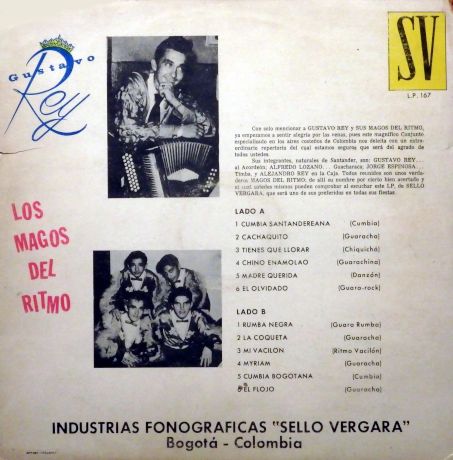 Gustavo
Rey
SV
L.P. 167
Con solo mencionar a GUSTAVO REY y SUS MAGOS DEL RITMO,
ya empezamos a sentir alegría por las venas, pues este magnífico Conjunto
especializado en los aires costeños de Colombia nos deleita con un extra-
ordinario repertorio del cual estamos seguros que será del agrado de
todos ustedes.
Sus integrantes, naturales de Santander, son: GUSTAVO REY . . .
el Acordeón; ALFREDO LOZANO. . . Guacharaca; JORGE ESPINOSA. . .
Timba, y ALEJANDRO REY en la Caja. Todos reunidos son unos verda-
deros MAGOS DEL RITMO; de allí su nombre por cierto bien acertado y
el cual ustedes mismos pueden comprobar al escuchar este LP, de SELLO
VERGARA, que será uno de sus preferidos en todas sus fiestas.
LOS
MAGOS
DEL
RITMO
LADO A
1 CUMBIA SANTANDEREANA (Cumbia)
2 CACHAQUITO (Guaracha)
3 TIENES QUE LLORAR (Chiquichá)
4 CHINO ENAMOLAO (Guarachina)
5 MADRE QUERIDA (Danzón)
6 EL OLVIDADO (Guara-rock)
LADO B
1 RUMBA NEGRA (Guara Rumba)
2 LA COQUETA (Guaracha)
3 MI VACILON (Ritmo Vacilón)
4 MYRIAM (Guaracha)
5 CUMBIA BOGOTANA (Cumbia)
6 EL FLOJO (Guaracha)
INDUSTRIAS FONOGRAFICAS "SELLO VERGARA"
Bogotá - Colombia